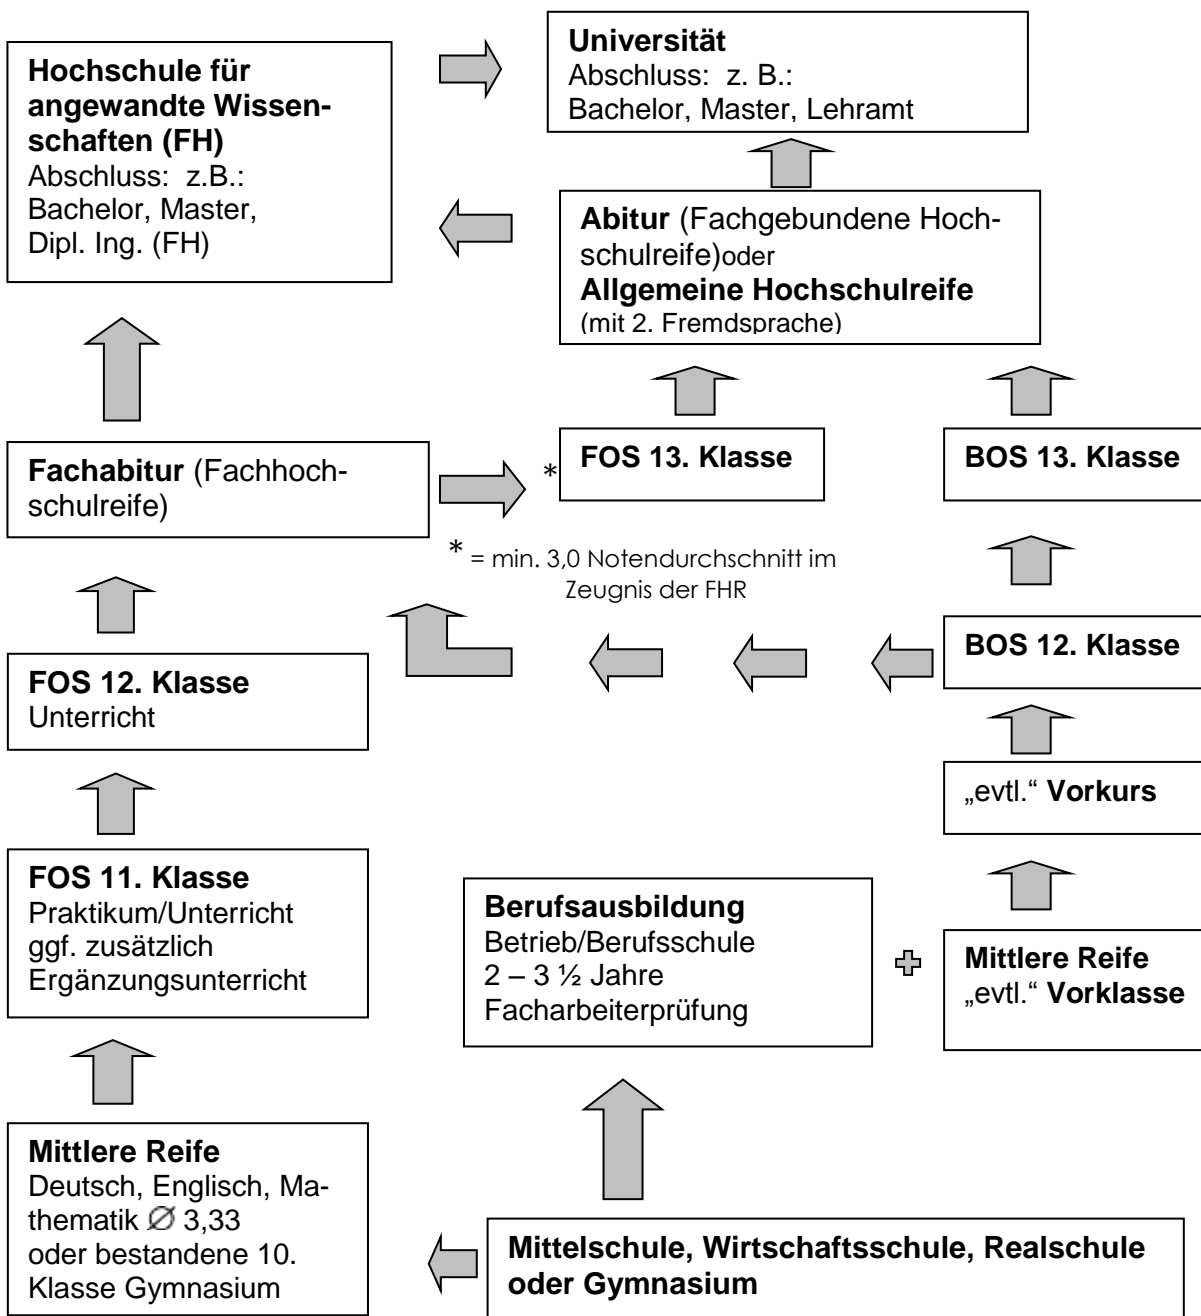 Hochschule für
angewandte Wissen-
schaften (FH)
Abschluss: z.B.:
Bachelor, Master,
Dipl. Ing. (FH)
Universität
Abschluss: z. B.:
Bachelor, Master, Lehramt
Abitur (Fachgebundene Hoch-
schulreife)oder
Allgemeine Hochschulreife
(mit 2. Fremdsprache)
Fachabitur (Fachhoch-
schulreife)
*
FOS 13. Klasse
BOS 13. Klasse
* = min. 3,0 Notendurchschnitt im
Zeugnis der FHR
FOS 12. Klasse
Unterricht
BOS 12. Klasse
„evtl.“ Vorkurs
FOS 11. Klasse
Praktikum/Unterricht
ggf. zusätzlich
Ergänzungsunterricht
Berufsausbildung
Betrieb/Berufsschule
2 – 3 ½ Jahre
Facharbeiterprüfung
Mittlere Reife
„evtl.“ Vorklasse
Mittlere Reife
Deutsch, Englisch, Ma-
thematik Ø 3,33
oder bestandene 10.
Klasse Gymnasium
Mittelschule, Wirtschaftsschule, Realschule
oder Gymnasium